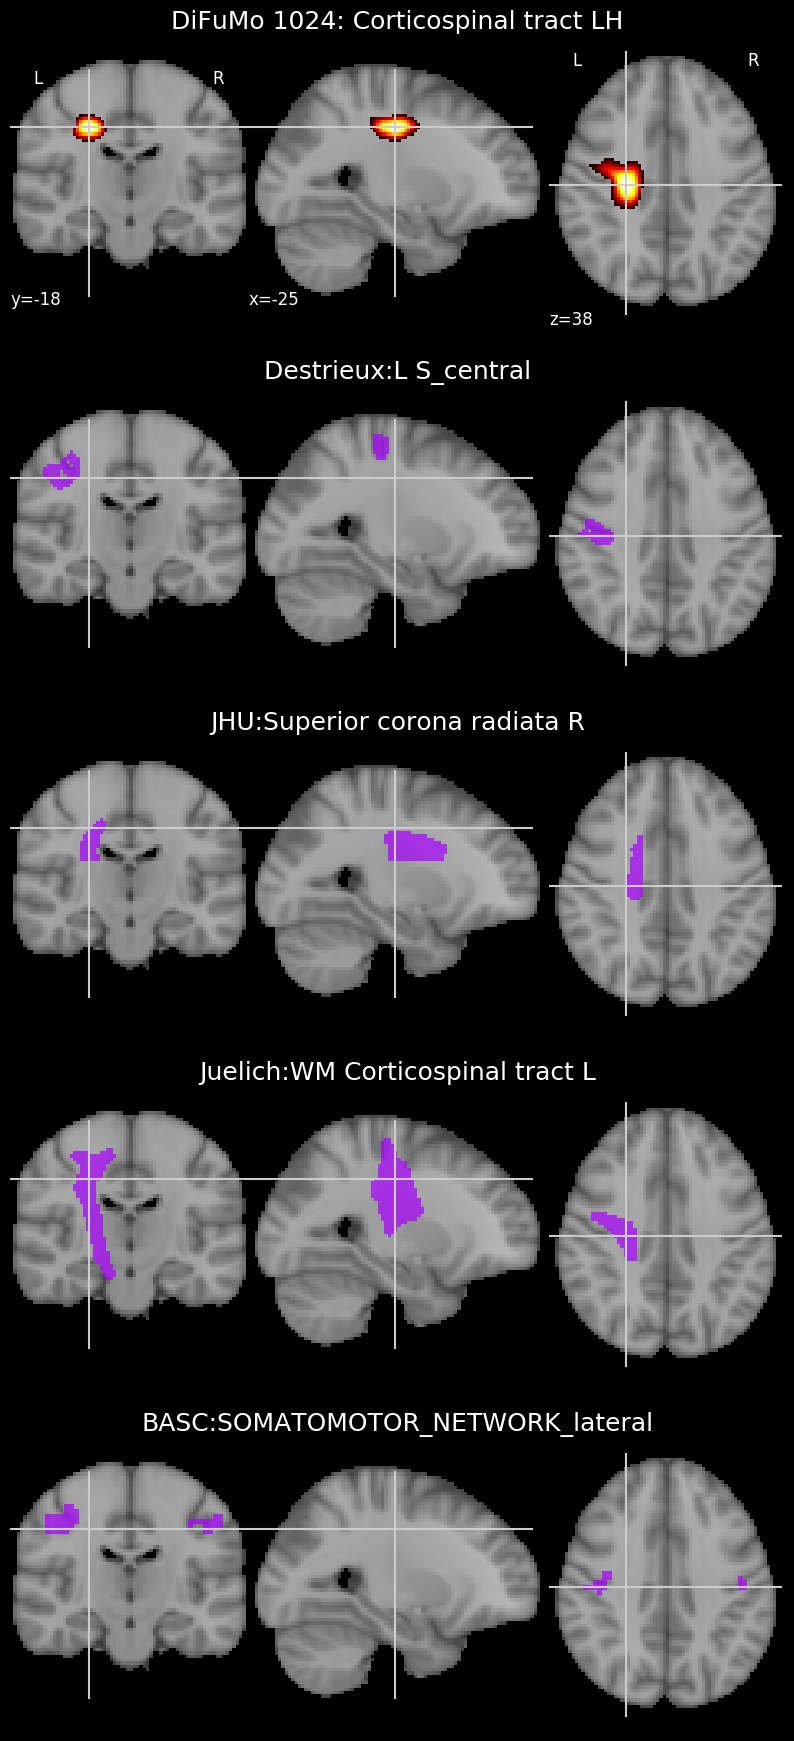 DiFuMo 1024: Corticospinal tract LH
L R L R
y=-18 x=-25 z=38
Destrieux:L S_central
JHU:Superior corona radiata R
Juelich:WM Corticospinal tract L
BASC:SOMATOMOTOR_NETWORK_lateral